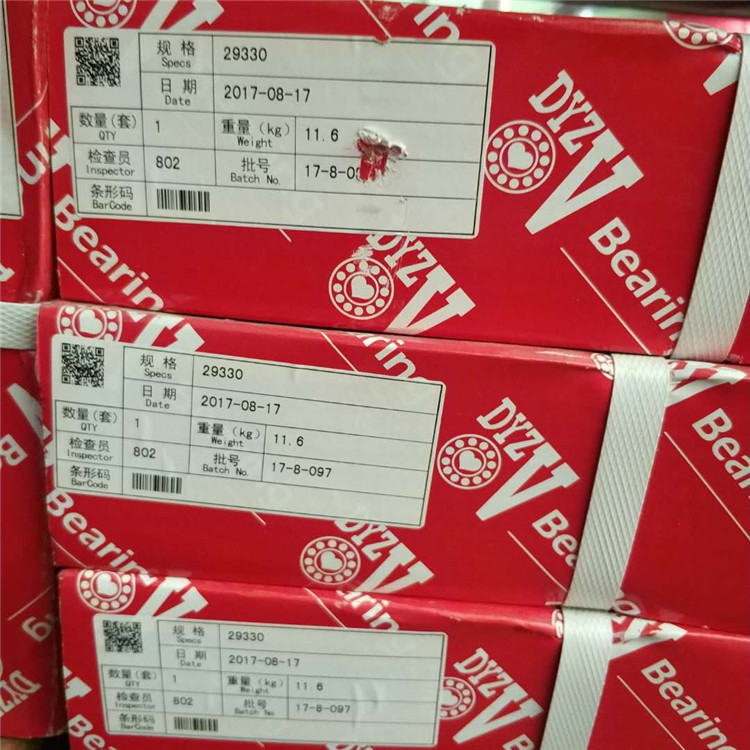 规格 Specs 29330
日期 Date 2017-08-17
数量(套) QTY 1 重量(kg) Weight 11.6
检查员 Inspector 802 批号 Batch No. 17-8-0
条形码 BarCode
DYZV Bearing
DYZV Bearing
规格 Specs 29330
日期 Date 2017-08-17
数量(套) QTY 1 重量(kg) Weight 11.6
检查员 Inspector 802 批号 Batch No. 17-8-097
条形码 BarCode
DYZV Bearing
DYZV Bearing
规格 Specs 29330
日期 Date 2017-08-17
数量(套) QTY 1 重量(kg) Weight 11.6
检查员 Inspector 802 批号 Batch No. 17-8-097
条形码 BarCode
DYZV Bearing